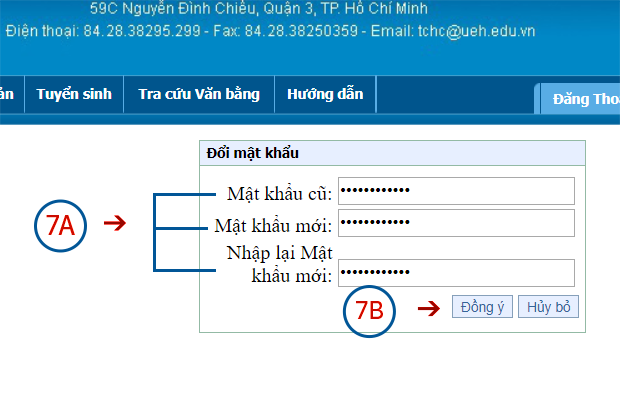 59C Nguyễn Đình Chiểu, Quận 3, TP. Hồ Chí Minh
Điện thoại: 84.28.38295.299 - Fax: 84.28.38250359 - Email: tchc@ueh.edu.vn
Tuyển sinh Tra cứu Văn bằng Hướng dẫn Đăng
Đổi mật khẩu
Mật khẩu cũ: ••••••••••••
7A
Mật khẩu mới: ••••••••••••
Nhập lại Mật
khẩu mới: ••••••••••••
7B Đồng ý Hủy bỏ